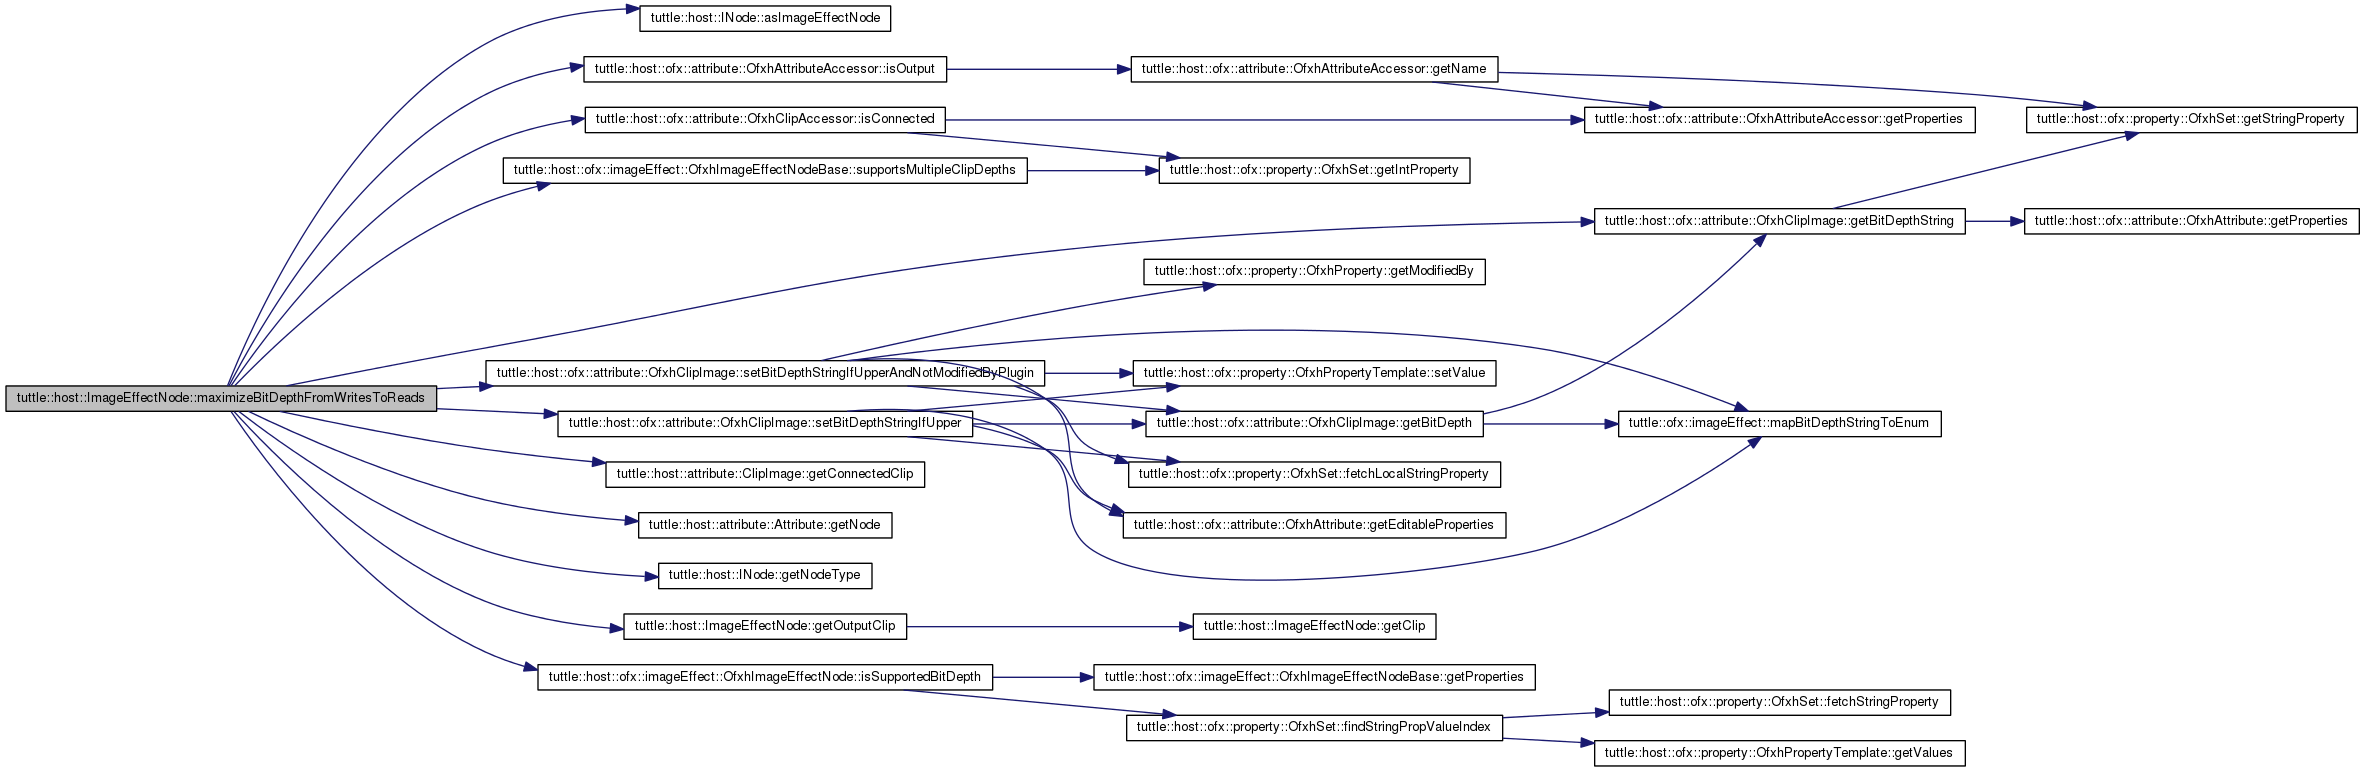 tuttle::host::INode::asImageEffectNode
tuttle::host::ofx::attribute::OfxhAttributeAccessor::isOutput
tuttle::host::ofx::attribute::OfxhAttributeAccessor::getName
tuttle::host::ofx::attribute::OfxhClipAccessor::isConnected
tuttle::host::ofx::attribute::OfxhAttributeAccessor::getProperties
tuttle::host::ofx::property::OfxhSet::getStringProperty
tuttle::host::ofx::imageEffect::OfxhImageEffectNodeBase::supportsMultipleClipDepths
tuttle::host::ofx::property::OfxhSet::getIntProperty
tuttle::host::ofx::attribute::OfxhClipImage::getBitDepthString
tuttle::host::ofx::attribute::OfxhAttribute::getProperties
tuttle::host::ofx::property::OfxhProperty::getModifiedBy
tuttle::host::ofx::attribute::OfxhClipImage::setBitDepthStringIfUpperAndNotModifiedByPlugin
tuttle::host::ofx::property::OfxhPropertyTemplate::setValue
tuttle::host::ImageEffectNode::maximizeBitDepthFromWritesToReads
tuttle::host::ofx::attribute::OfxhClipImage::setBitDepthStringIfUpper
tuttle::host::ofx::attribute::OfxhClipImage::getBitDepth
tuttle::ofx::imageEffect::mapBitDepthStringToEnum
tuttle::host::attribute::ClipImage::getConnectedClip
tuttle::host::ofx::property::OfxhSet::fetchLocalStringProperty
tuttle::host::attribute::Attribute::getNode
tuttle::host::ofx::attribute::OfxhAttribute::getEditableProperties
tuttle::host::INode::getNodeType
tuttle::host::ImageEffectNode::getOutputClip
tuttle::host::ImageEffectNode::getClip
tuttle::host::ofx::imageEffect::OfxhImageEffectNode::isSupportedBitDepth
tuttle::host::ofx::imageEffect::OfxhImageEffectNodeBase::getProperties
tuttle::host::ofx::property::OfxhSet::fetchStringProperty
tuttle::host::ofx::property::OfxhSet::findStringPropValueIndex
tuttle::host::ofx::property::OfxhPropertyTemplate::getValues